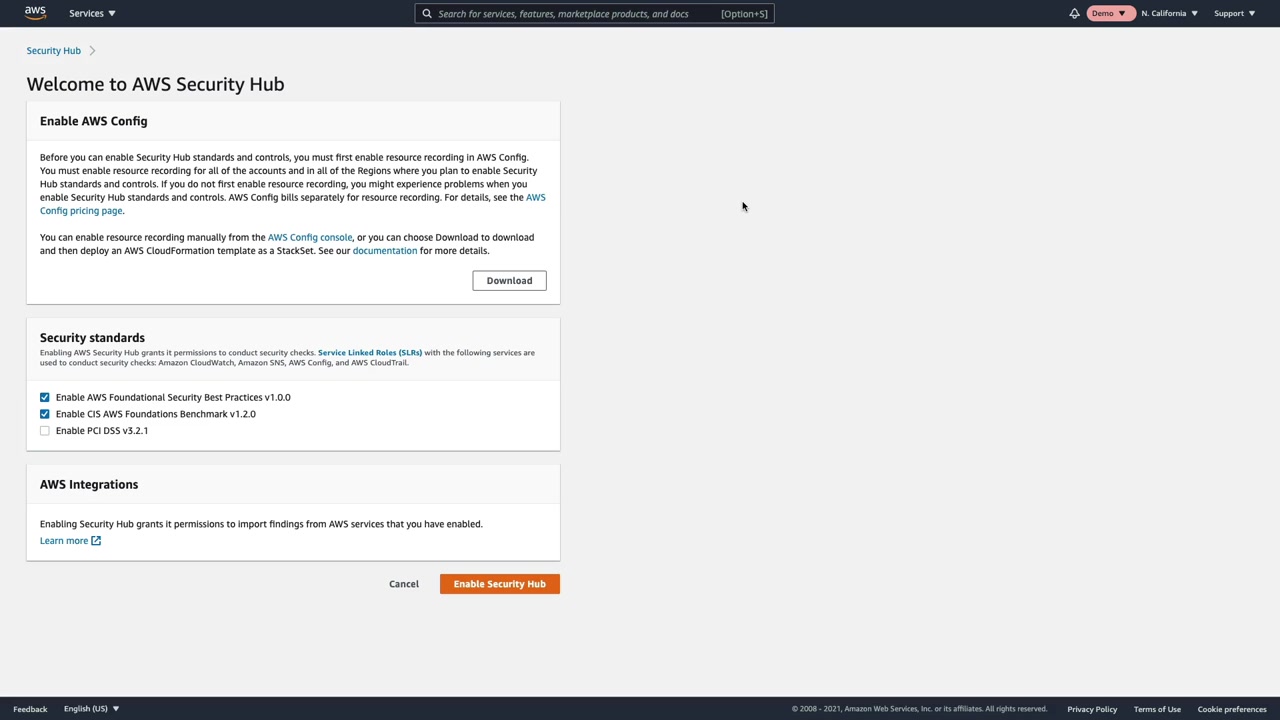 aws
Services
Search for services, features, marketplace products, and docs [Option+S]
Demo
N. California
Support
Security Hub
Welcome to AWS Security Hub
Enable AWS Config
Before you can enable Security Hub standards and controls, you must first enable resource recording in AWS Config.
You must enable resource recording for all of the accounts and in all of the Regions where you plan to enable Security
Hub standards and controls. If you do not first enable resource recording, you might experience problems when you
enable Security Hub standards and controls. AWS Config bills separately for resource recording. For details, see the AWS
Config pricing page.
You can enable resource recording manually from the AWS Config console, or you can choose Download to download
and then deploy an AWS CloudFormation template as a StackSet. See our documentation for more details.
Download
Security standards
Enabling AWS Security Hub grants it permissions to conduct security checks. Service Linked Roles (SLRs) with the following services are
used to conduct security checks: Amazon CloudWatch, Amazon SNS, AWS Config, and AWS CloudTrail.
Enable AWS Foundational Security Best Practices v1.0.0
Enable CIS AWS Foundations Benchmark v1.2.0
Enable PCI DSS v3.2.1
AWS Integrations
Enabling Security Hub grants it permissions to import findings from AWS services that you have enabled.
Learn more
Cancel
Enable Security Hub
Feedback
English (US)
© 2008 - 2021, Amazon Web Services, Inc. or its affiliates. All rights reserved.
Privacy Policy
Terms of Use
Cookie preferences